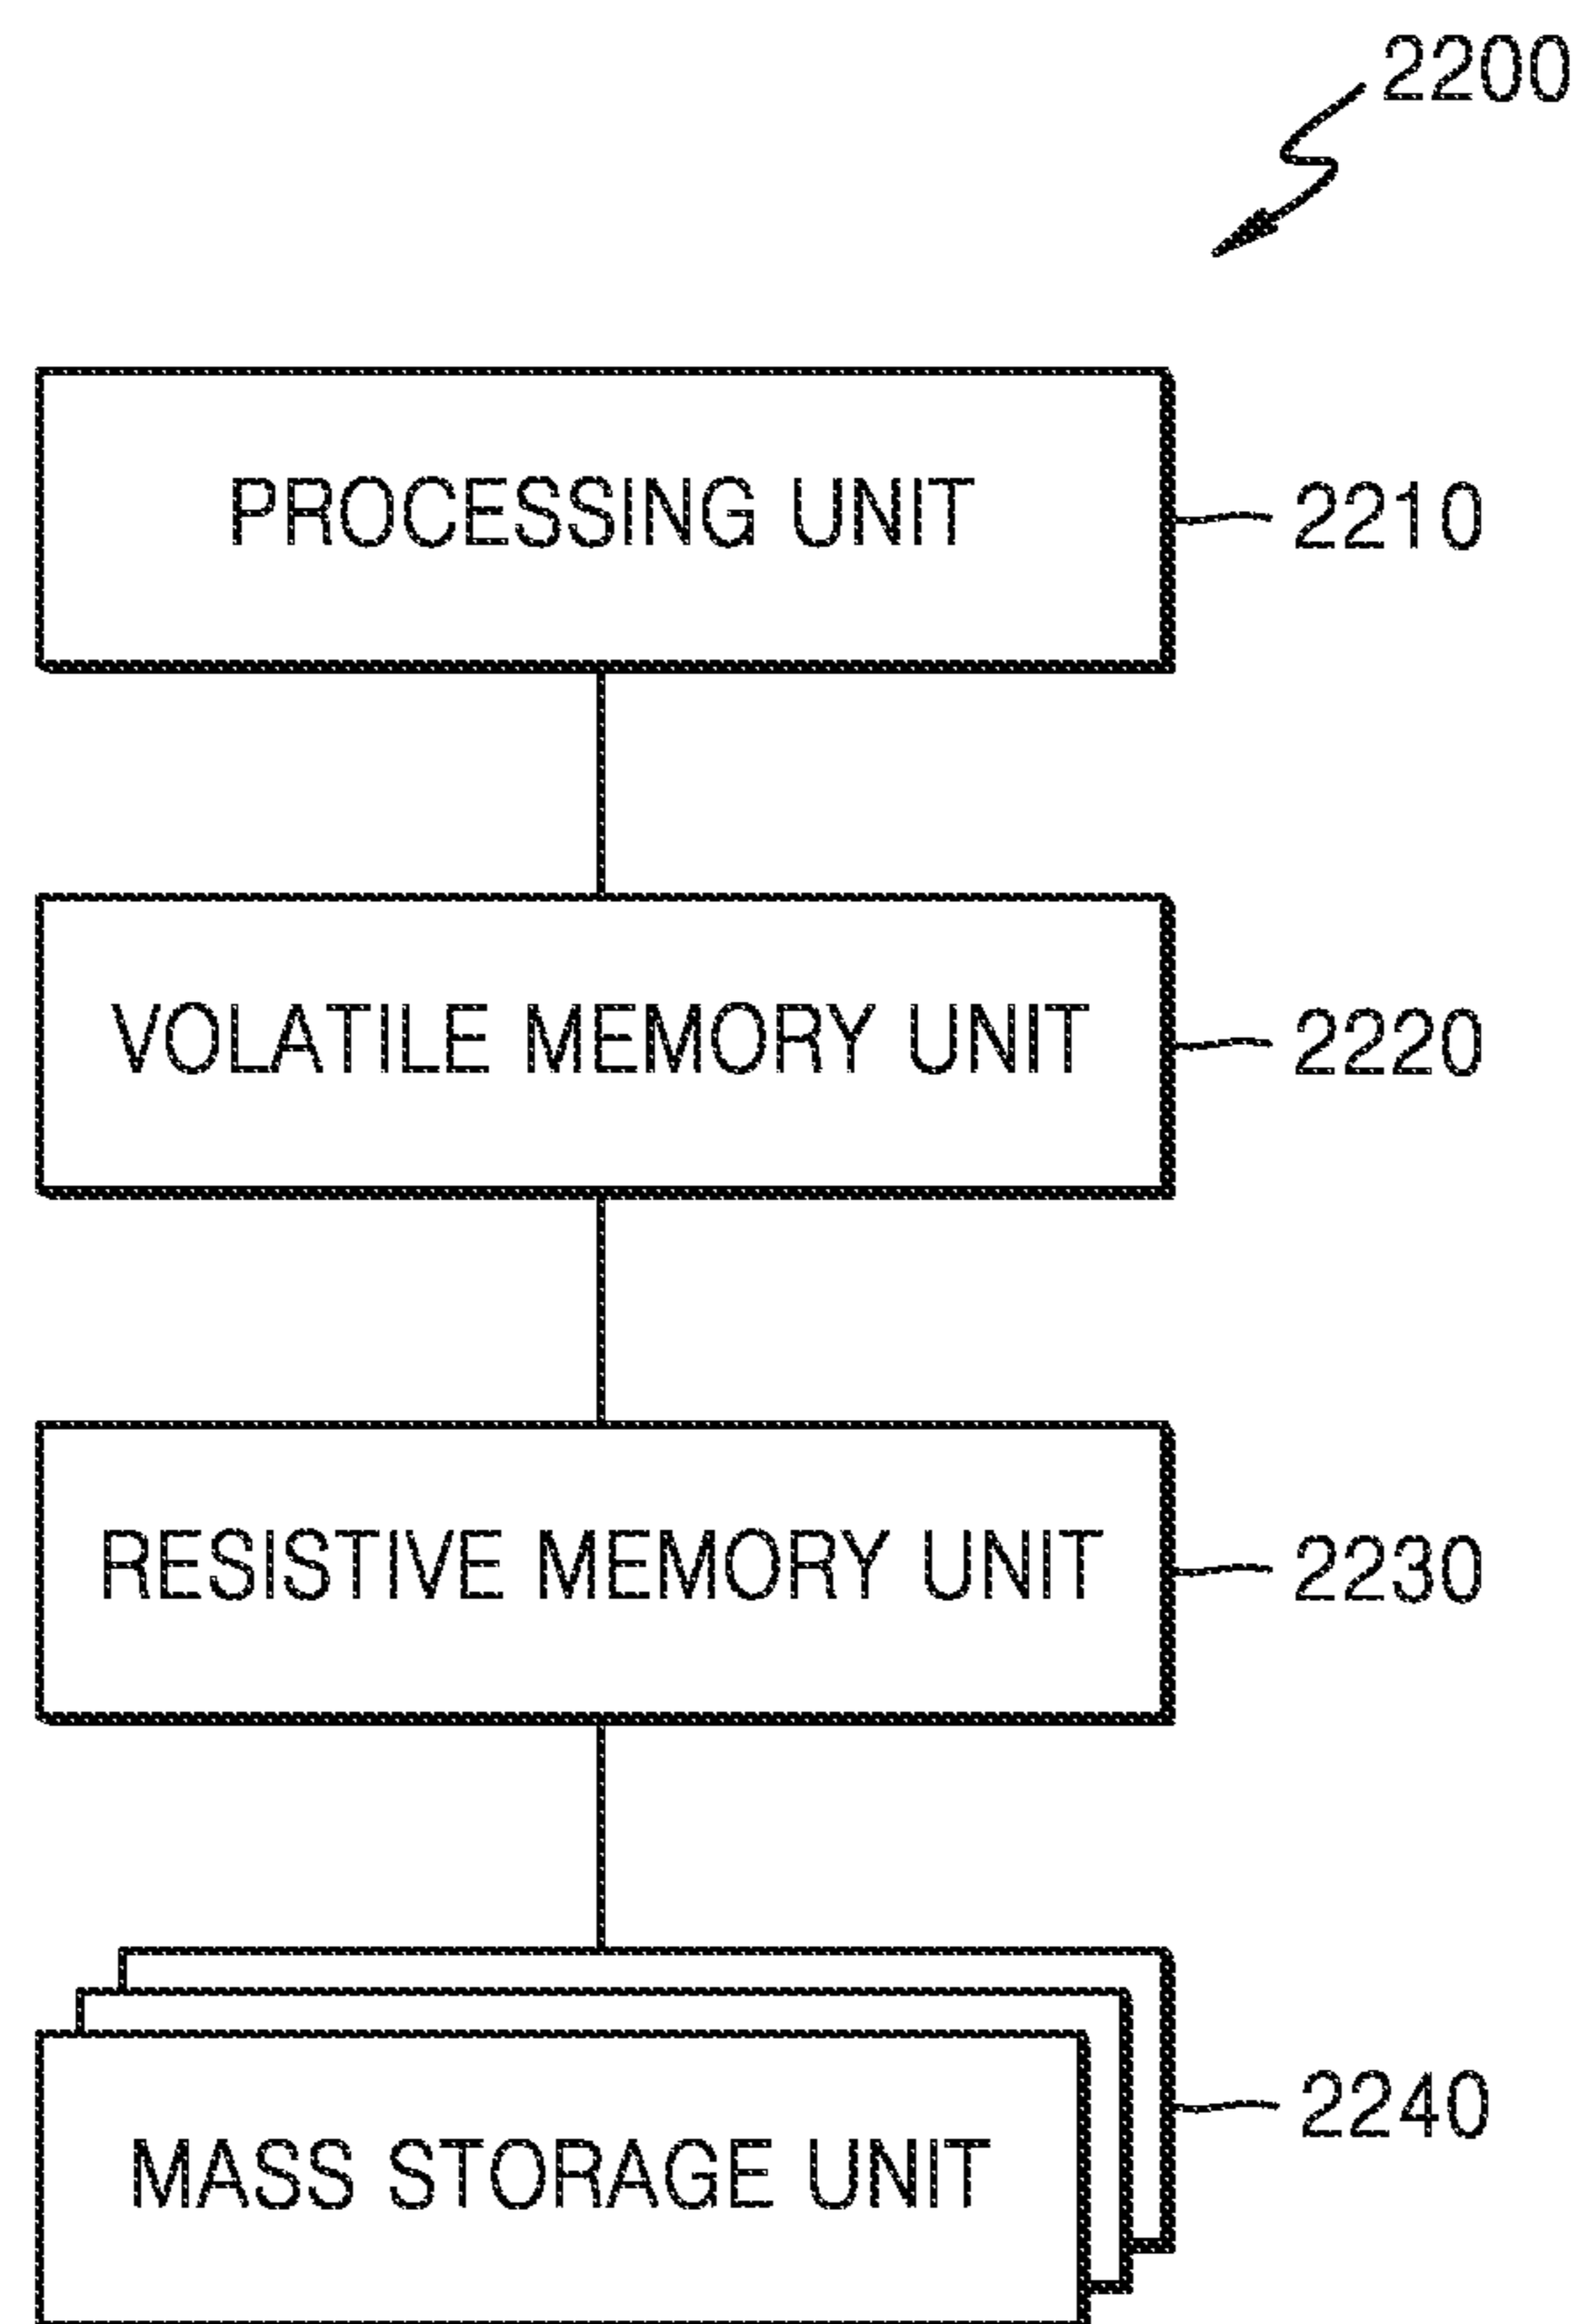 2200
PROCESSING UNIT
2210
VOLATILE MEMORY UNIT
2220
RESISTIVE MEMORY UNIT
2230
2240
MASS STORAGE UNIT